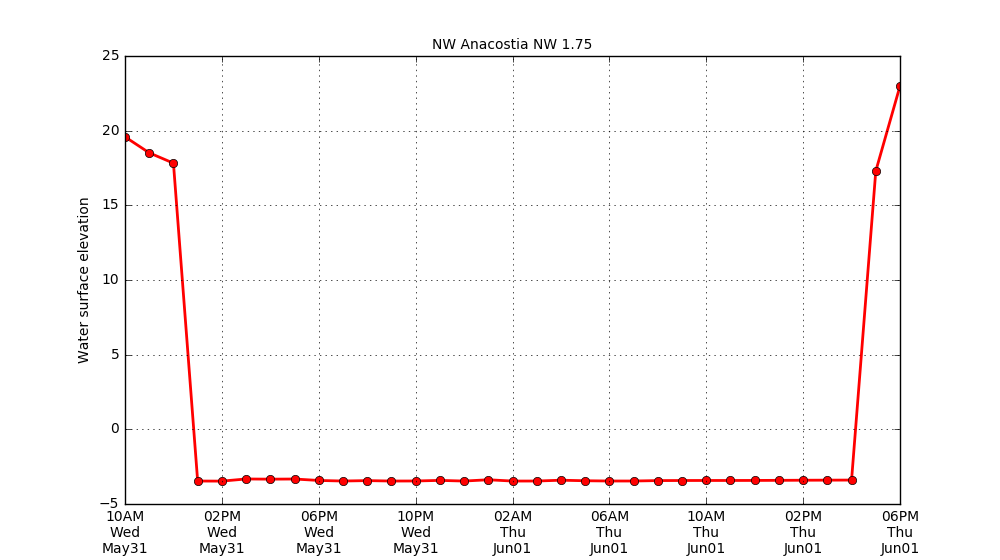 NW Anacostia NW 1.75
25
20
15
10
5
0
−5
Water surface elevation
10AM
Wed
May31
02PM
Wed
May31
06PM
Wed
May31
10PM
Wed
May31
02AM
Thu
Jun01
06AM
Thu
Jun01
10AM
Thu
Jun01
02PM
Thu
Jun01
06PM
Thu
Jun01